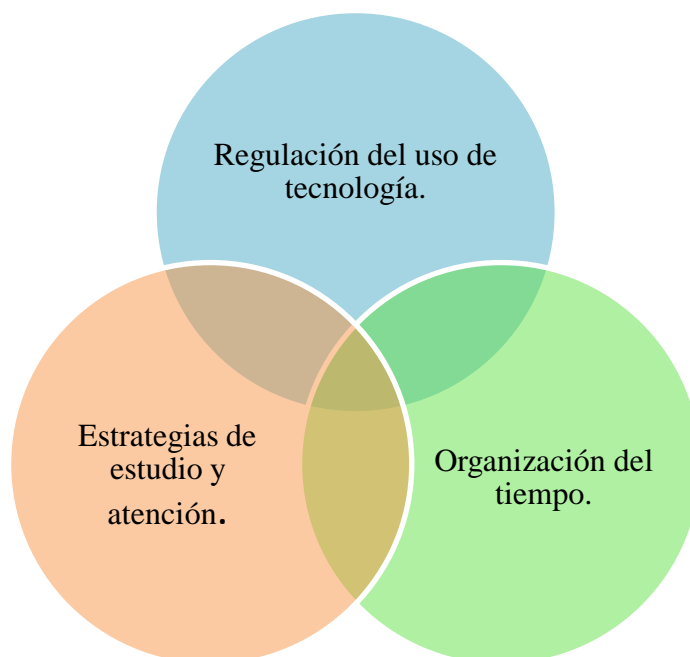 Regulación del uso de
tecnología.
Estrategias de
estudio y
atención.
Organización del
tiempo.